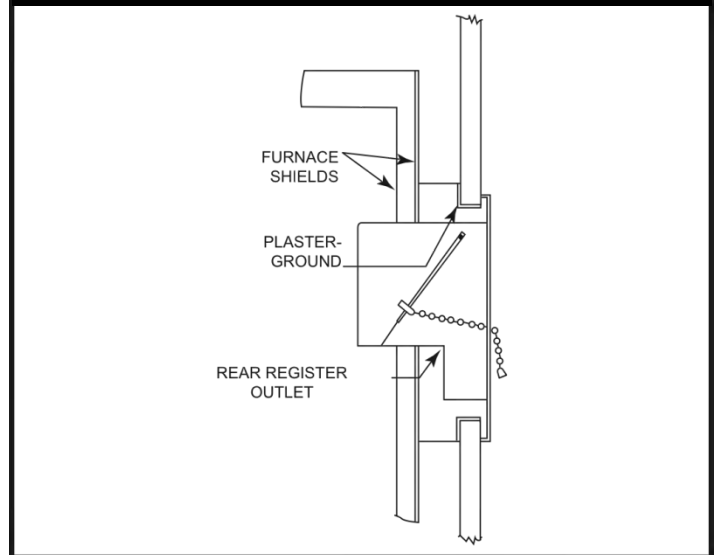 FURNACE
SHIELDS
PLASTER-
GROUND
REAR REGISTER
OUTLET